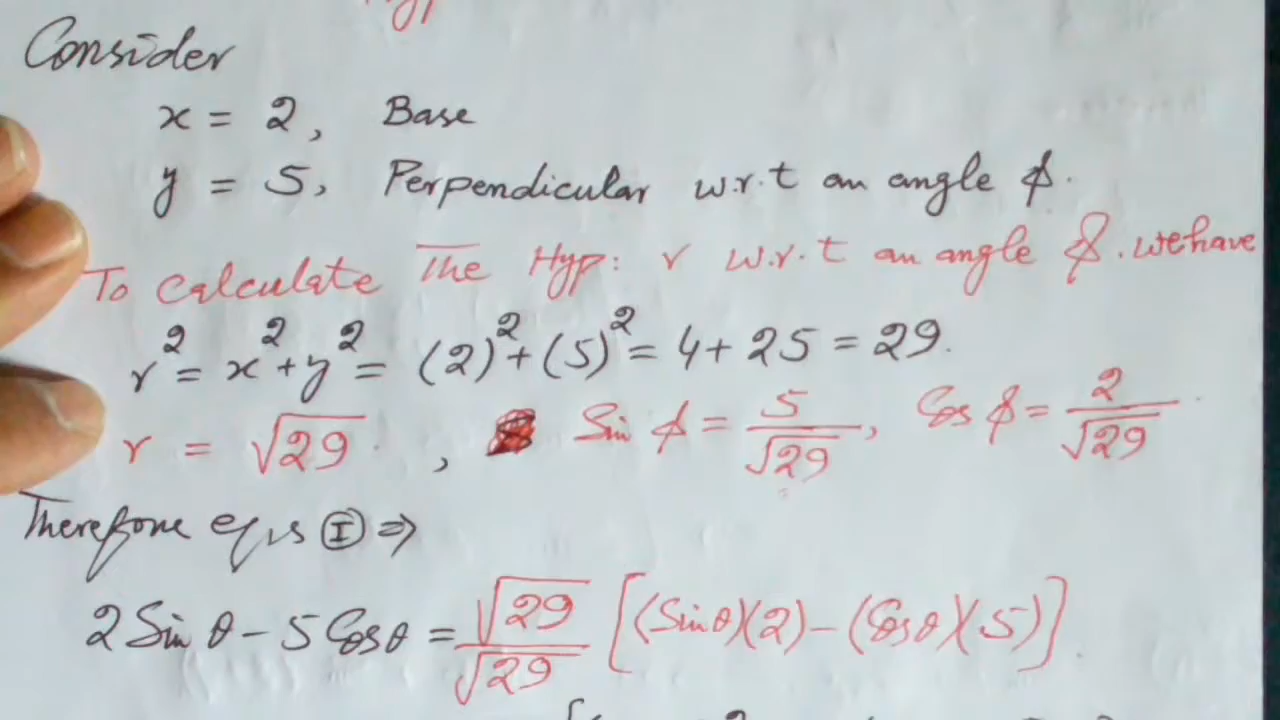 Consider
x = 2, Base
y = 5, Perpendicular w.r.t an angle φ.
To calculate The Hyp: r w.r.t an angle φ. we have
r² = x² + y² = (2)² + (5)² = 4 + 25 = 29.
r = √29 , Sin φ = 5/√29, Cos φ = 2/√29
Therefore eq is Ⓘ ⇒
2 Sin θ - 5 Cos θ = √29/√29 [(Sin θ)(2) - (Cos θ)(5)].